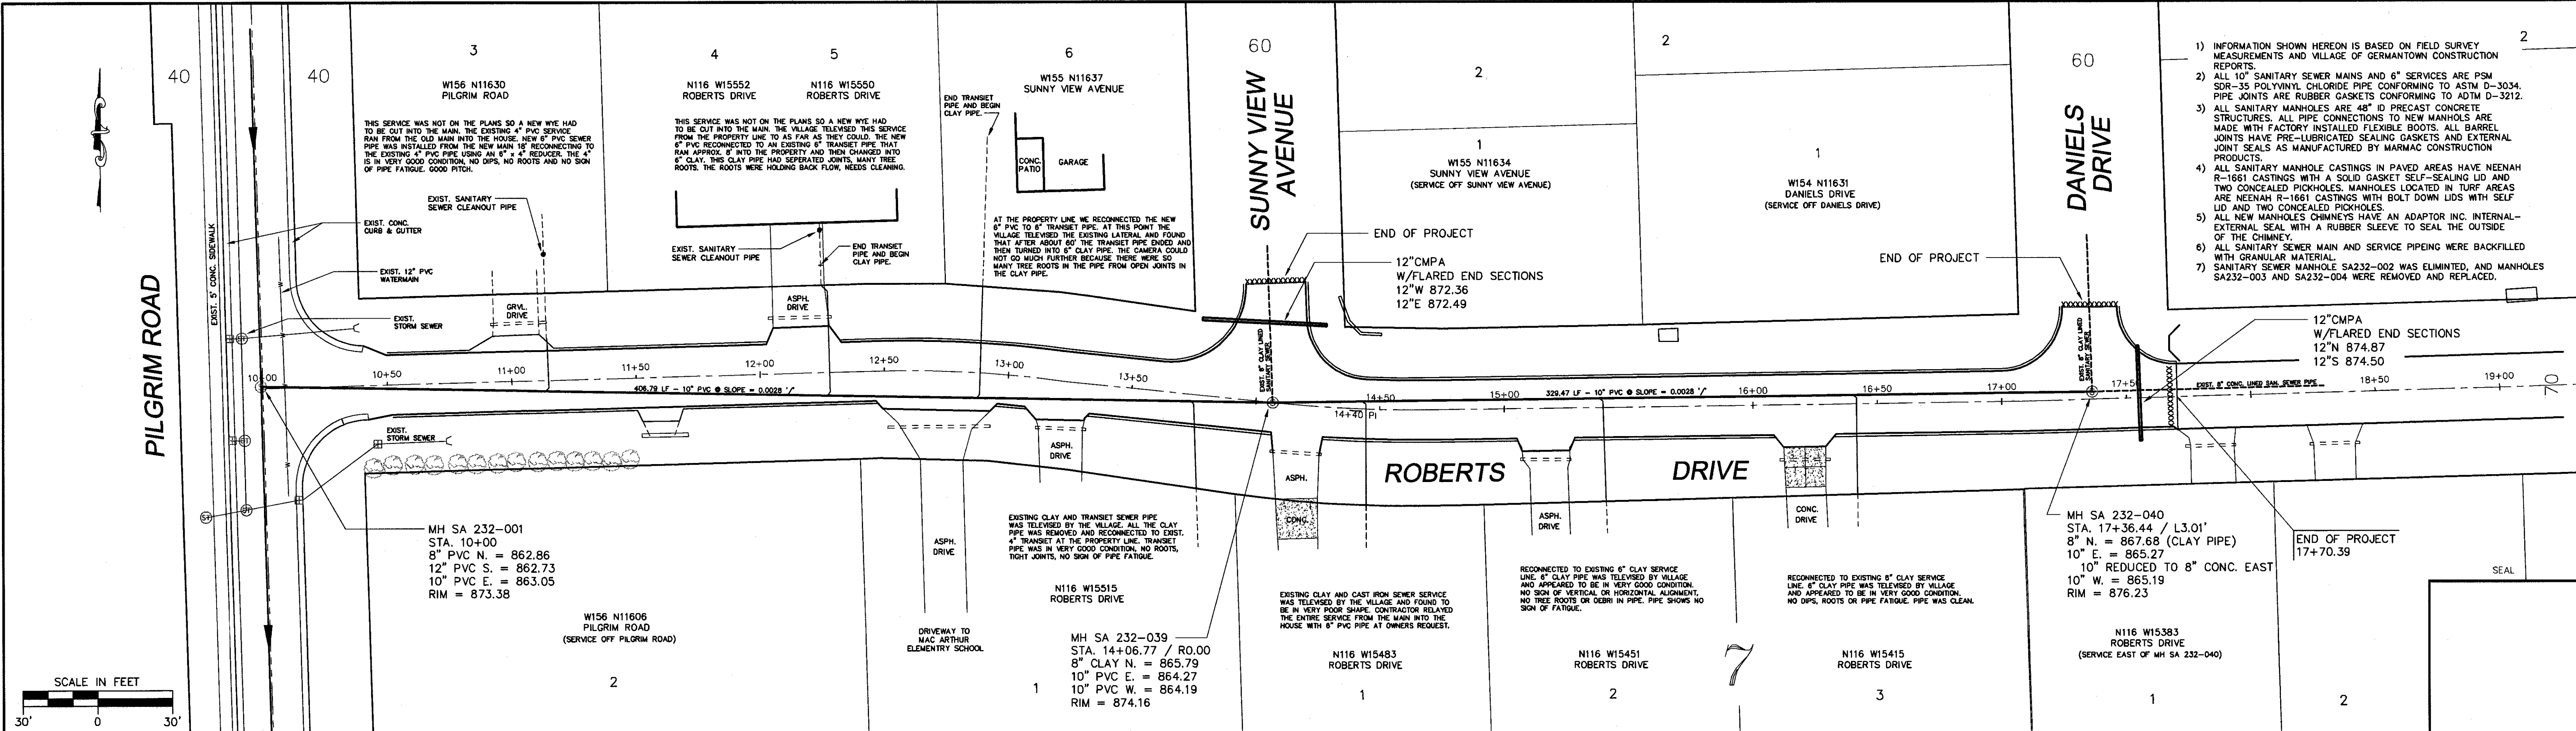 40
40
3
W156 N11630
PILGRIM ROAD
THIS SERVICE WAS NOT ON THE PLANS SO A NEW WYE HAD
TO BE CUT INTO THE MAIN. THE EXISTING 4" PVC SERVICE
RAN FROM THE OLD MAIN INTO THE HOUSE. NEW 6" PVC SEWER
PIPE WAS INSTALLED FROM THE NEW MAIN 18' RECONNECTING TO
THE EXISTING 4" PVC PIPE USING AN 6" x 4" REDUCER. THE 4"
IS IN VERY GOOD CONDITION, NO DIPS, NO ROOTS AND NO SIGN
OF PIPE FATIGUE. GOOD PITCH.
EXIST. SANITARY
SEWER CLEANOUT PIPE
EXIST. CONC.
CURB & GUTTER
EXIST. 12" PVC
WATERMAIN
EXIST.
STORM SEWER
EXIST. 5' CONC. SIDEWALK
PILGRIM ROAD
GRVL.
DRIVE
4
5
N116 W15552
ROBERTS DRIVE
N116 W15550
ROBERTS DRIVE
THIS SERVICE WAS NOT ON THE PLANS SO A NEW WYE HAD
TO BE CUT INTO THE MAIN. THE VILLAGE TELEVISED THIS SERVICE
FROM THE PROPERTY LINE TO AS FAR AS THEY COULD. THE NEW
6" PVC RECONNECTED TO AN EXISTING 6" TRANSIET PIPE THAT
RAN APPROX. 8' INTO THE PROPERTY AND THEN CHANGED INTO
6" CLAY. THIS CLAY PIPE HAD SEPERATED JOINTS, MANY TREE
ROOTS. THE ROOTS WERE HOLDING BACK FLOW, NEEDS CLEANING.
EXIST. SANITARY
SEWER CLEANOUT PIPE
END TRANSIET
PIPE AND BEGIN
CLAY PIPE.
ASPH.
DRIVE
6
W155 N11637
SUNNY VIEW AVENUE
END TRANSIET
PIPE AND BEGIN
CLAY PIPE.
CONC.
PATIO
GARAGE
AT THE PROPERTY LINE WE RECONNECTED THE NEW
6" PVC TO 6" TRANSIET PIPE. AT THIS POINT THE
VILLAGE TELEVISED THE EXISTING LATERAL AND FOUND
THAT AFTER ABOUT 60' THE TRANSIET PIPE ENDED AND
THEN TURNED INTO 6" CLAY PIPE. THE CAMERA COULD
NOT GO MUCH FURTHER BECAUSE THERE WERE SO
MANY TREE ROOTS IN THE PIPE FROM OPEN JOINTS IN
THE CLAY PIPE.
60
SUNNY VIEW
AVENUE
EXIST. 8" CLAY LINED
SANITARY SEWER
END OF PROJECT
12"CMPA
W/FLARED END SECTIONS
12"W 872.36
12"E 872.49
2
1
W155 N11634
SUNNY VIEW AVENUE
(SERVICE OFF SUNNY VIEW AVENUE)
2
1
W154 N11631
DANIELS DRIVE
(SERVICE OFF DANIELS DRIVE)
END OF PROJECT
60
DANIELS
DRIVE
EXIST. 8" CLAY LINED
SANITARY SEWER
2
1) INFORMATION SHOWN HEREON IS BASED ON FIELD SURVEY
MEASUREMENTS AND VILLAGE OF GERMANTOWN CONSTRUCTION
REPORTS.
2) ALL 10" SANITARY SEWER MAINS AND 6" SERVICES ARE PSM
SDR-35 POLYVINYL CHLORIDE PIPE CONFORMING TO ASTM D-3034.
PIPE JOINTS ARE RUBBER GASKETS CONFORMING TO ADTM D-3212.
3) ALL SANITARY MANHOLES ARE 48" ID PRECAST CONCRETE
STRUCTURES. ALL PIPE CONNECTIONS TO NEW MANHOLS ARE
MADE WITH FACTORY INSTALLED FLEXIBLE BOOTS. ALL BARREL
JOINTS HAVE PRE-LUBRICATED SEALING GASKETS AND EXTERNAL
JOINT SEALS AS MANUFACTURED BY MARMAC CONSTRUCTION
PRODUCTS.
4) ALL SANITARY MANHOLE CASTINGS IN PAVED AREAS HAVE NEENAH
R-1661 CASTINGS WITH A SOLID GASKET SELF-SEALING LID AND
TWO CONCEALED PICKHOLES. MANHOLES LOCATED IN TURF AREAS
ARE NEENAH R-1661 CASTINGS WITH BOLT DOWN LIDS WITH SELF
LID AND TWO CONCEALED PICKHOLES.
5) ALL NEW MANHOLES CHIMNEYS HAVE AN ADAPTOR INC. INTERNAL-
EXTERNAL SEAL WITH A RUBBER SLEEVE TO SEAL THE OUTSIDE
OF THE CHIMNEY.
6) ALL SANITARY SEWER MAIN AND SERVICE PIPEING WERE BACKFILLED
WITH GRANULAR MATERIAL.
7) SANITARY SEWER MANHOLE SA232-002 WAS ELIMINTED, AND MANHOLES
SA232-003 AND SA232-004 WERE REMOVED AND REPLACED.
12"CMPA
W/FLARED END SECTIONS
12"N 874.87
12"S 874.50
10+00
10+50
11+00
11+50
12+00
12+50
13+00
13+50
14+40 PI
14+50
15+00
16+00
16+50
17+00
17+50
18+50
19+00
70
406.79 LF - 10" PVC @ SLOPE = 0.0028 '/'
329.47 LF - 10" PVC @ SLOPE = 0.0028 '/'
EXIST. 8" CONC. LINED SAN. SEWER PIPE
EXIST.
STORM SEWER
ST
ROBERTS DRIVE
MH SA 232-001
STA. 10+00
8" PVC N. = 862.86
12" PVC S. = 862.73
10" PVC E. = 863.05
RIM = 873.38
W156 N11606
PILGRIM ROAD
(SERVICE OFF PILGRIM ROAD)
2
ASPH.
DRIVE
DRIVEWAY TO
MAC ARTHUR
ELEMENTRY SCHOOL
ASPH.
DRIVE
EXISTING CLAY AND TRANSIET SEWER PIPE
WAS TELEVISED BY THE VILLAGE. ALL THE CLAY
PIPE WAS REMOVED AND RECONNECTED TO EXIST.
4" TRANSIET AT THE PROPERTY LINE. TRANSIET
PIPE WAS IN VERY GOOD CONDITION, NO ROOTS,
TIGHT JOINTS, NO SIGN OF PIPE FATIGUE.
N116 W15515
ROBERTS DRIVE
1
MH SA 232-039
STA. 14+06.77 / R0.00
8" CLAY N. = 865.79
10" PVC E. = 864.27
10" PVC W. = 864.19
RIM = 874.16
ASPH.
CONC.
EXISTING CLAY AND CAST IRON SEWER SERVICE
WAS TELEVISED BY THE VILLAGE AND FOUND TO
BE IN VERY POOR SHAPE. CONTRACTOR RELAYED
THE ENTIRE SERVICE FROM THE MAIN INTO THE
HOUSE WITH 6" PVC PIPE AT OWNERS REQUEST.
N116 W15483
ROBERTS DRIVE
1
ASPH.
DRIVE
RECONNECTED TO EXISTING 6" CLAY SERVICE
LINE. 6" CLAY PIPE WAS TELEVISED BY VILLAGE
AND APPEARED TO BE IN VERY GOOD CONDITION.
NO SIGN OF VERTICAL OR HORIZONTAL ALIGNMENT,
NO TREE ROOTS OR DEBRI IN PIPE. PIPE SHOWS NO
SIGN OF FATIGUE.
N116 W15451
ROBERTS DRIVE
2
7
CONC.
DRIVE
RECONNECTED TO EXISTING 6" CLAY SERVICE
LINE. 6" CLAY PIPE WAS TELEVISED BY VILLAGE
AND APPEARED TO BE IN VERY GOOD CONDITION.
NO DIPS, ROOTS OR PIPE FATIGUE. PIPE WAS CLEAN.
N116 W15415
ROBERTS DRIVE
3
MH SA 232-040
STA. 17+36.44 / L3.01'
8" N. = 867.68 (CLAY PIPE)
10" E. = 865.27
10" REDUCED TO 8" CONC. EAST
10" W. = 865.19
RIM = 876.23
N116 W15383
ROBERTS DRIVE
(SERVICE EAST OF MH SA 232-040)
1
END OF PROJECT
17+70.39
2
SEAL
SCALE IN FEET
30' 0 30'